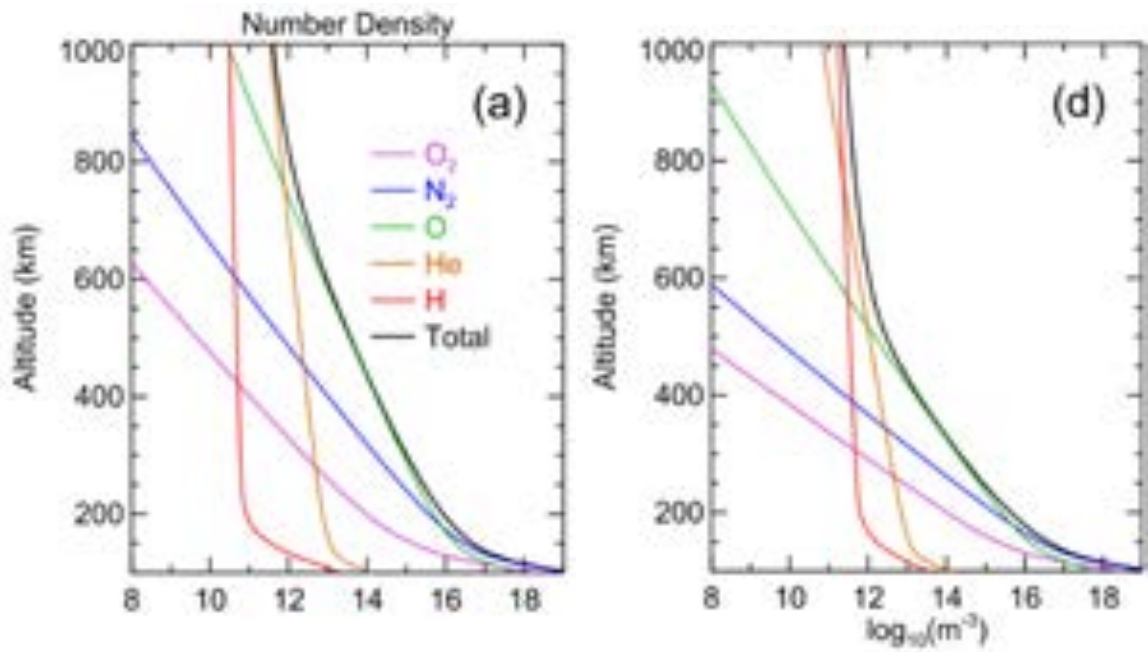 Number Density
1000
800
600
400
200
Altitude (km)
(a)
O₂
N₂
O
He
H
Total
8 10 12 14 16 18
1000
800
600
400
200
Altitude (km)
(d)
8 10 12 14 16 18
log₁₀(m⁻³)